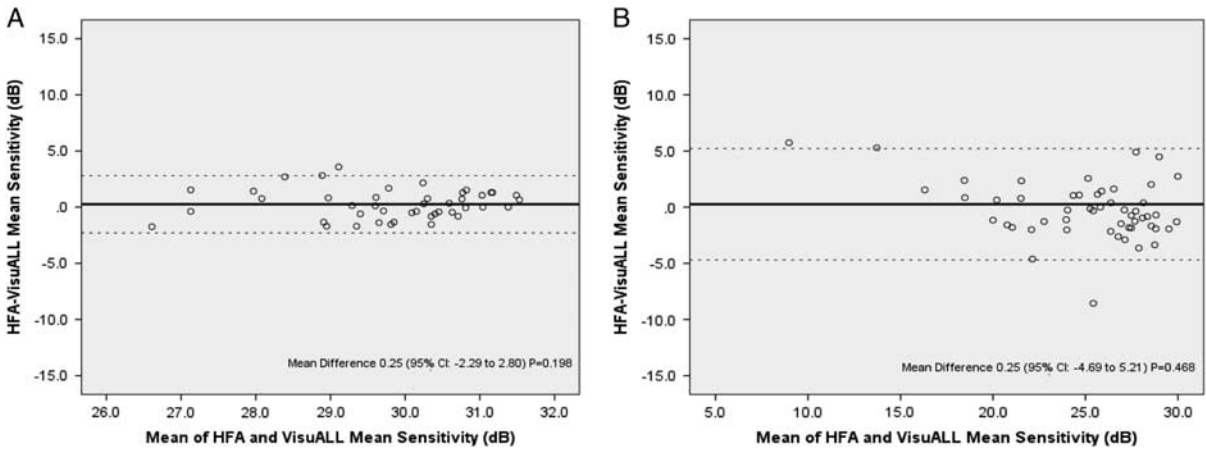 A
HFA-VisuALL Mean Sensitivity (dB)
15.0
10.0
5.0
.0
-5.0
-10.0
-15.0
Mean Difference 0.25 (95% CI: -2.29 to 2.80) P=0.198
26.0 27.0 28.0 29.0 30.0 31.0 32.0
Mean of HFA and VisuALL Mean Sensitivity (dB)
B
HFA-VisuALL Mean Sensitivity (dB)
15.0
10.0
5.0
.0
-5.0
-10.0
-15.0
Mean Difference 0.25 (95% CI: -4.69 to 5.21) P=0.468
5.0 10.0 15.0 20.0 25.0 30.0
Mean of HFA and VisuALL Mean Sensitivity (dB)